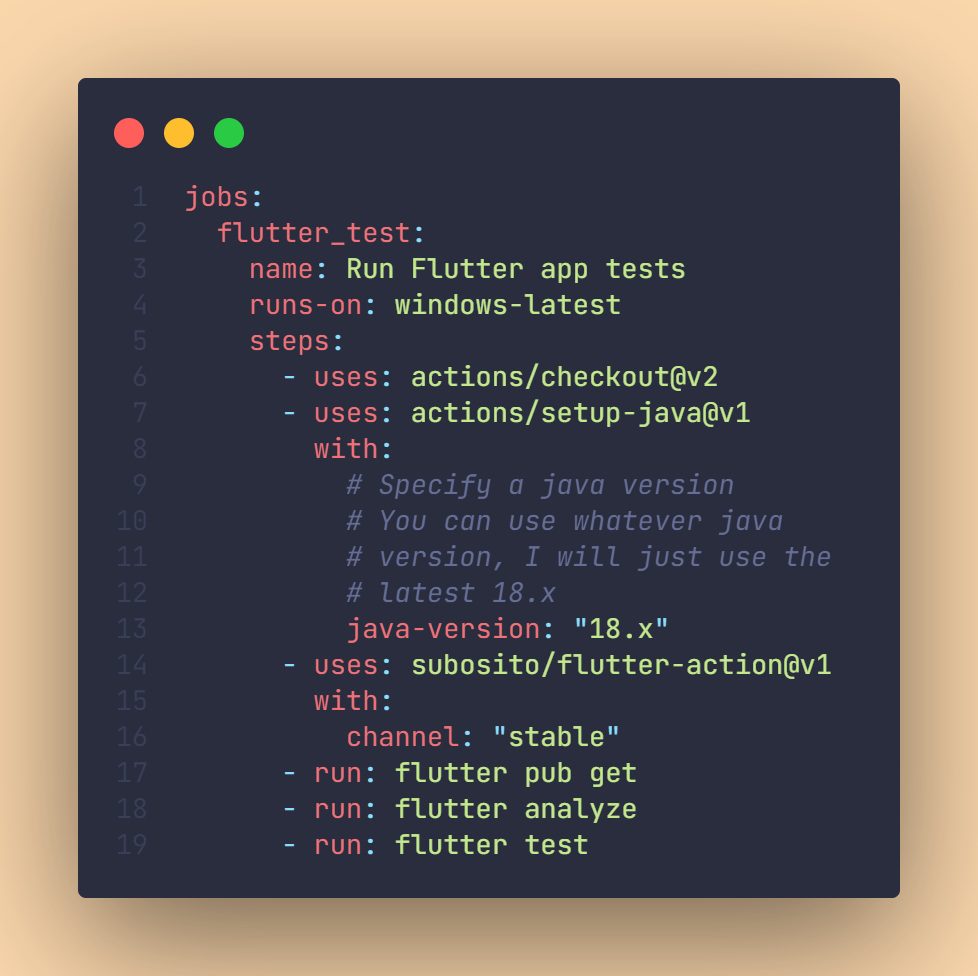 1 jobs:
2   flutter_test:
3     name: Run Flutter app tests
4     runs-on: windows-latest
5     steps:
6       - uses: actions/checkout@v2
7       - uses: actions/setup-java@v1
8         with:
9           # Specify a java version
10           # You can use whatever java
11           # version, I will just use the
12           # latest 18.x
13           java-version: "18.x"
14       - uses: subosito/flutter-action@v1
15         with:
16           channel: "stable"
17       - run: flutter pub get
18       - run: flutter analyze
19       - run: flutter test